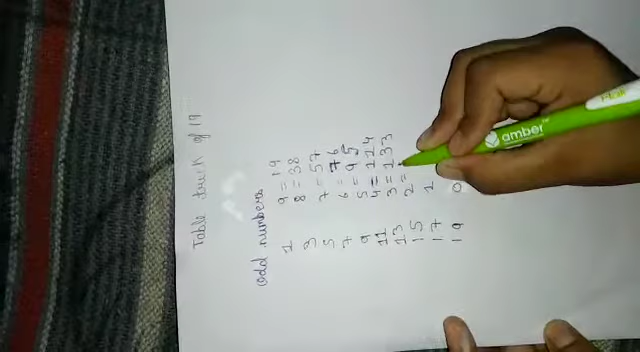 Table trick of 19
odd numbers
1 9 = 19
3 8 = 38
5 7 = 57
7 6 = 76
9 5 = 95
11 4 = 114
13 3 = 133
15 2 =
17 1
19 0
amber